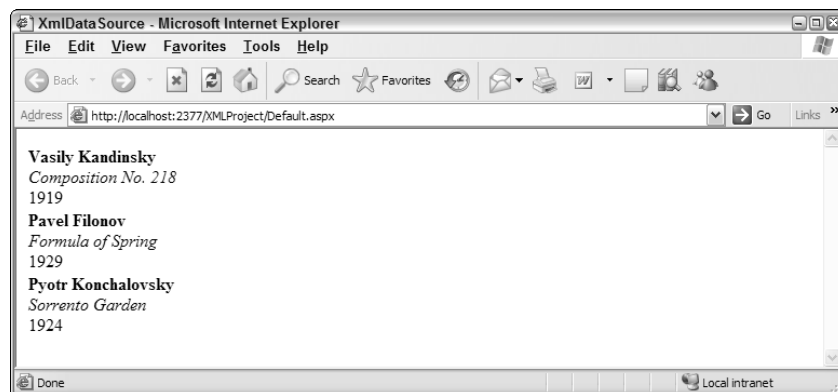 XmlDataSource - Microsoft Internet Explorer
File Edit View Favorites Tools Help
Back Search Favorites W
Address http://localhost:2377/XMLProject/Default.aspx Go Links »
Vasily Kandinsky
Composition No. 218
1919
Pavel Filonov
Formula of Spring
1929
Pyotr Konchalovsky
Sorrento Garden
1924
Done Local intranet